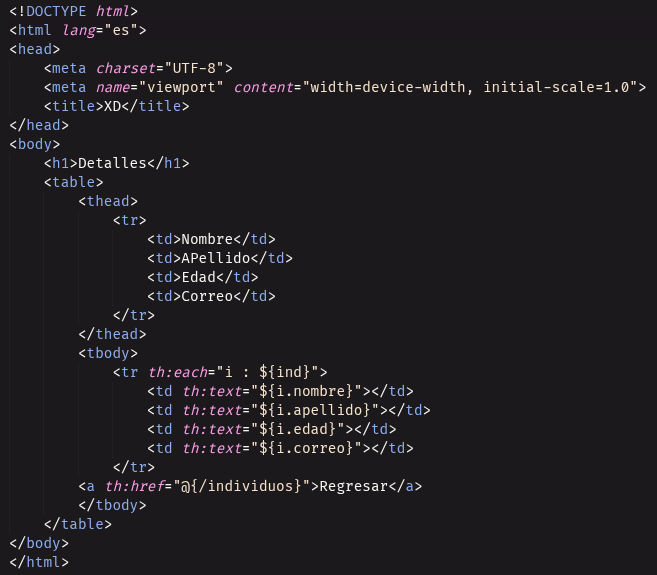 <!DOCTYPE html>
<html lang="es">
<head>
    <meta charset="UTF-8">
    <meta name="viewport" content="width=device-width, initial-scale=1.0">
    <title>XD</title>
</head>
<body>
    <h1>Detalles</h1>
    <table>
        <thead>
            <tr>
                <td>Nombre</td>
                <td>APellido</td>
                <td>Edad</td>
                <td>Correo</td>
            </tr>
        </thead>
        <tbody>
            <tr th:each="i : ${ind}">
                <td th:text="${i.nombre}"></td>
                <td th:text="${i.apellido}"></td>
                <td th:text="${i.edad}"></td>
                <td th:text="${i.correo}"></td>
            </tr>
        <a th:href="@{/individuos}">Regresar</a>
        </tbody>
    </table>
</body>
</html>